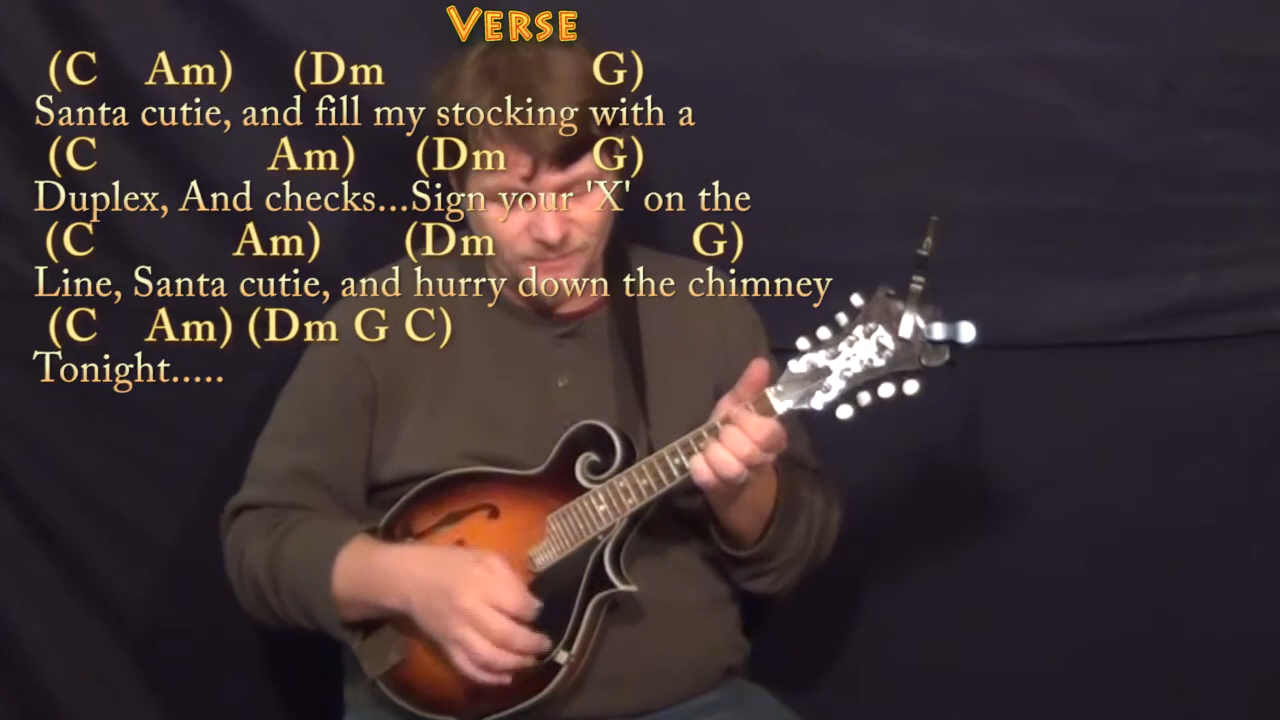 VERSE
(C Am) (Dm G)
Santa cutie, and fill my stocking with a
(C Am) (Dm G)
Duplex, And checks...Sign your 'X' on the
(C Am) (Dm G)
Line, Santa cutie, and hurry down the chimney
(C Am) (Dm G C)
Tonight.....